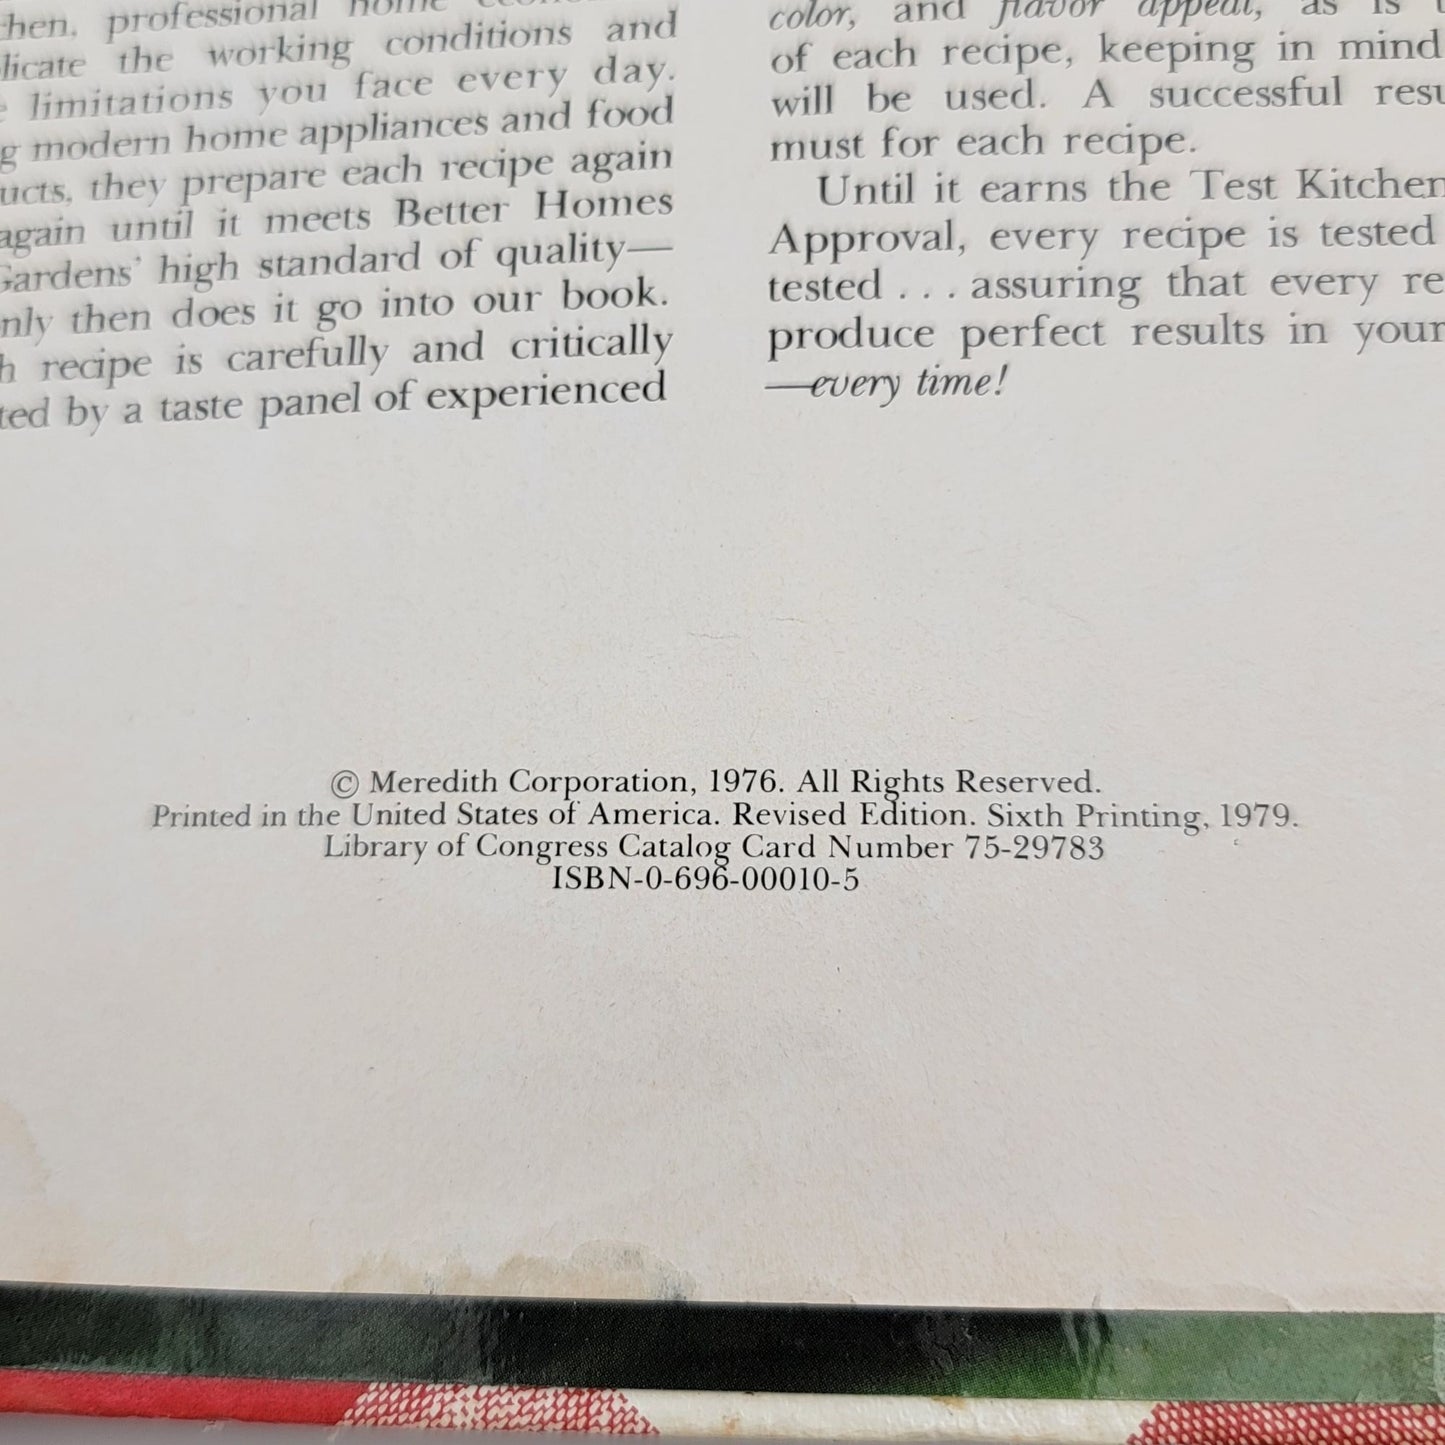 professional home
the working conditions and
limitations you face every day.
modern home appliances and food
they prepare each recipe again
again until it meets Better Homes
Gardens' high standard of quality—
then does it go into our book.
recipe is carefully and critically
by a taste panel of experienced
color, and flavor appeal, as is
of each recipe, keeping in mind
will be used. A successful
must for each recipe.
Until it earns the Test Kitchen
Approval, every recipe is tested
tested . . . assuring that every
produce perfect results in your
—every time!
© Meredith Corporation, 1976. All Rights Reserved.
Printed in the United States of America. Revised Edition. Sixth Printing, 1979.
Library of Congress Catalog Card Number 75-29783
ISBN-0-696-00010-5